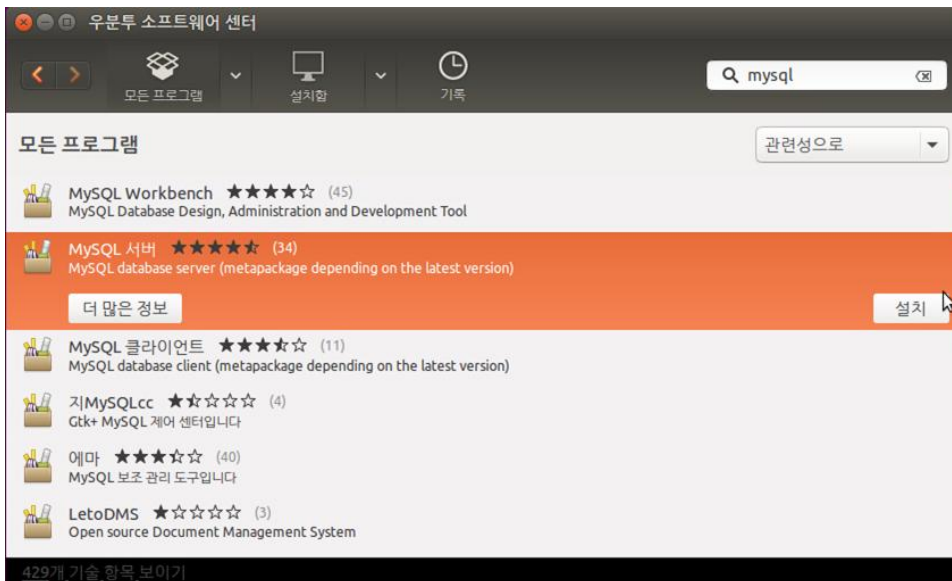 우분투 소프트웨어 센터
모든 프로그램
설치함
기록
mysql
모든 프로그램
관련성으로
MySQL Workbench (45)
MySQL Database Design, Administration and Development Tool
MySQL 서버 (34)
MySQL database server (metapackage depending on the latest version)
더 많은 정보
설치
MySQL 클라이언트 (11)
MySQL database client (metapackage depending on the latest version)
지MySQLcc (4)
Gtk+ MySQL 제어 센터입니다
에마 (40)
MySQL 보조 관리 도구입니다
LetoDMS (3)
Open source Document Management System
429개 기술 항목 보이기